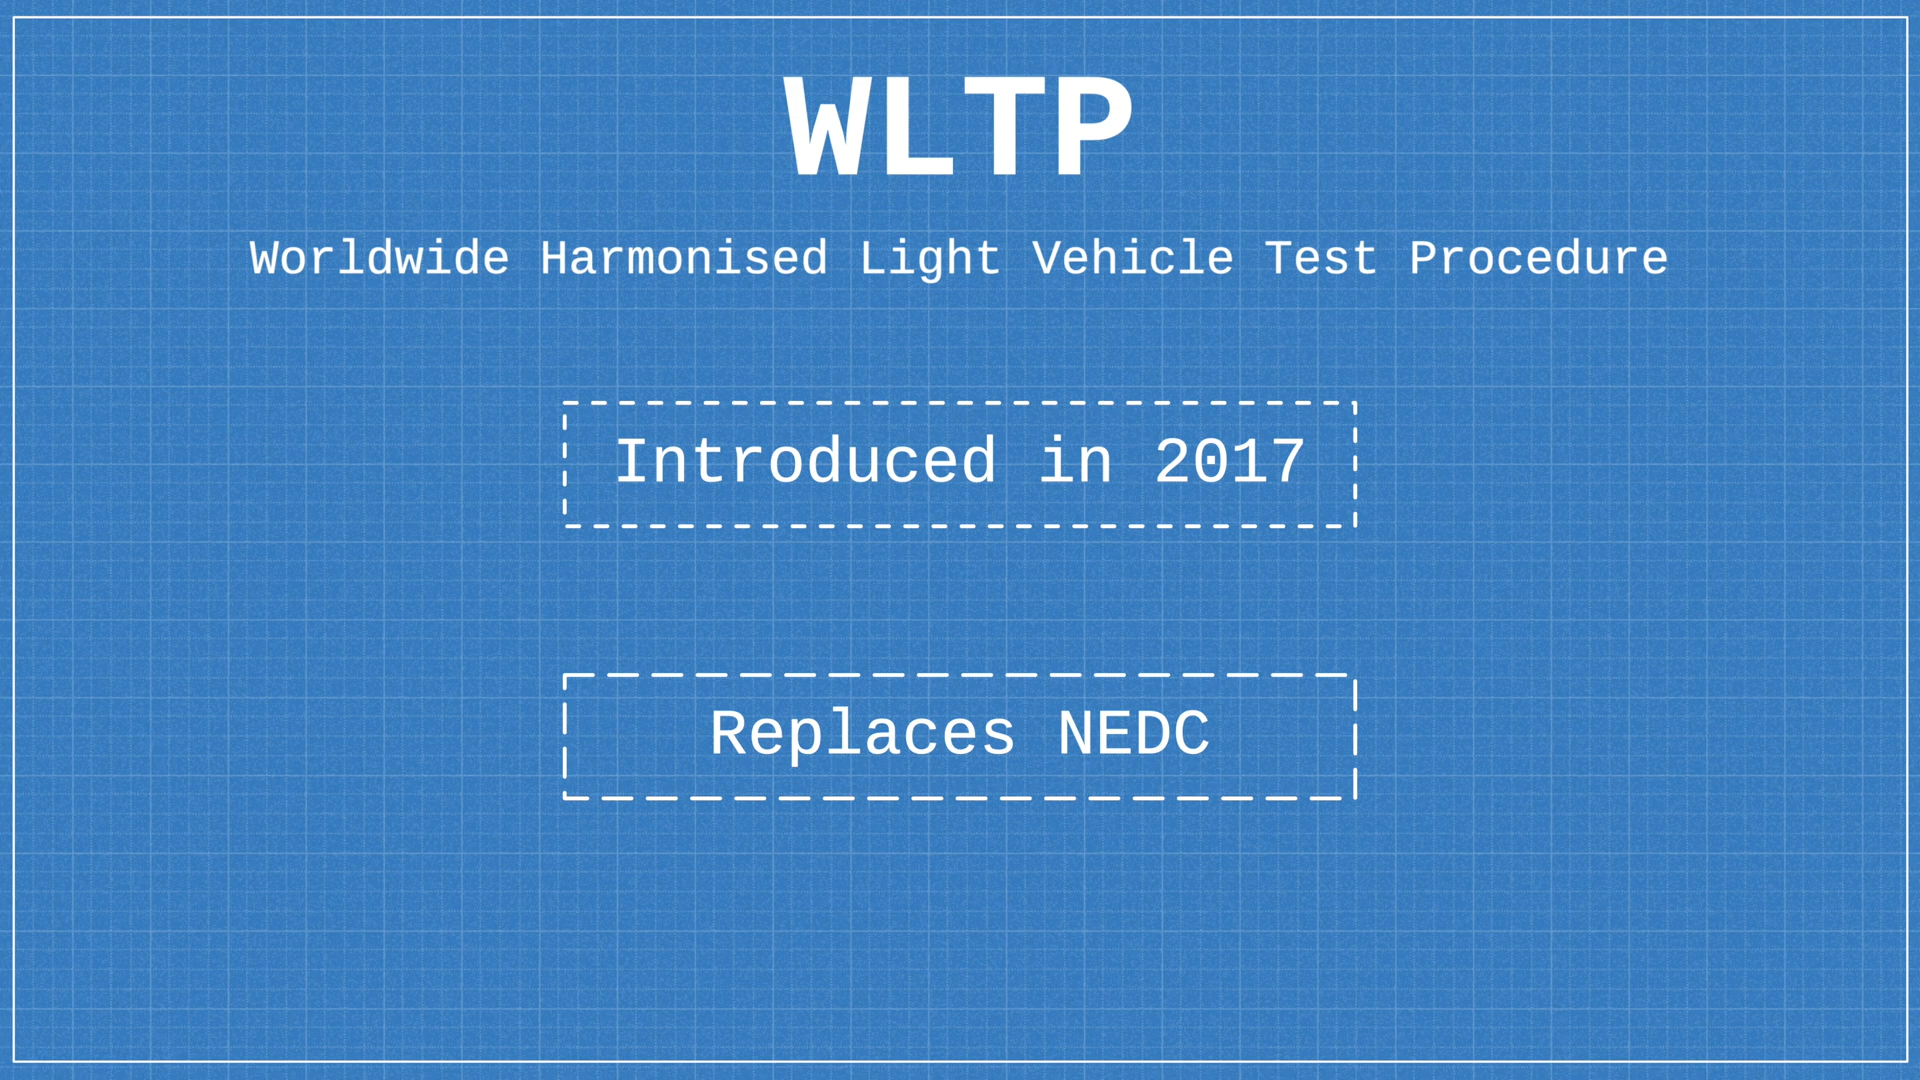 WLTP
Worldwide Harmonised Light Vehicle Test Procedure
Introduced in 2017
Replaces NEDC